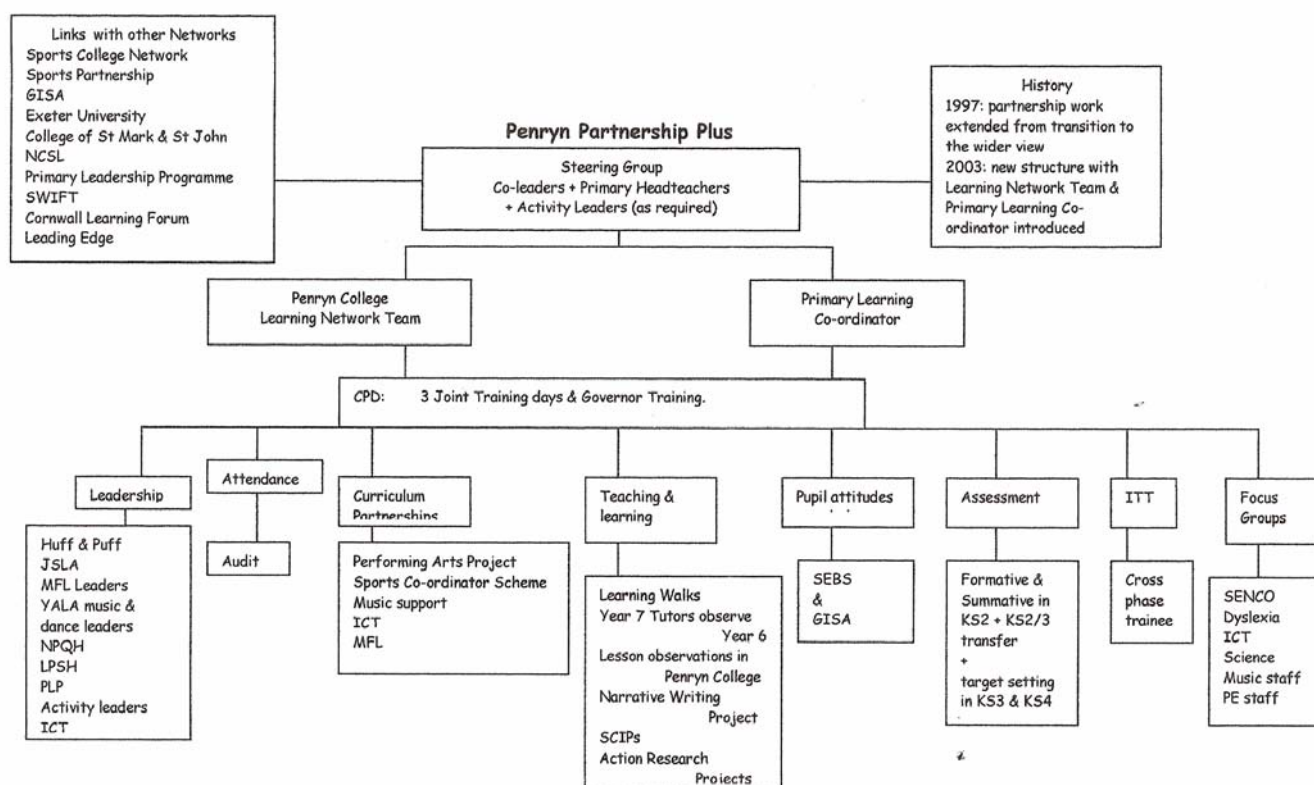 Links with other Networks
Sports College Network
Sports Partnership
GISA
Exeter University
College of St Mark & St John
NCSL
Primary Leadership Programme
SWIFT
Cornwall Learning Forum
Leading Edge
Penryn Partnership Plus
Steering Group
Co-leaders + Primary Headteachers
+ Activity Leaders (as required)
History
1997: partnership work
extended from transition to
the wider view
2003: new structure with
Learning Network Team &
Primary Learning Co-
ordinator introduced
Penryn College
Learning Network Team
Primary Learning
Co-ordinator
CPD: 3 Joint Training days & Governor Training.
Leadership
Huff & Puff
JSLA
MFL Leaders
YALA music &
dance leaders
NPQH
LPSH
PLP
Activity leaders
ICT
Attendance
Audit
Curriculum
Partnerships
Performing Arts Project
Sports Co-ordinator Scheme
Music support
ICT
MFL
Teaching &
learning
Learning Walks
Year 7 Tutors observe
Year 6
Lesson observations in
Penryn College
Narrative Writing
Project
SCIPs
Action Research
Projects
Pupil attitudes
SEBS
&
GISA
Assessment
Formative &
Summative in
KS2 + KS2/3
transfer
+
target setting
in KS3 & KS4
ITT
Cross
phase
trainee
Focus
Groups
SENCO
Dyslexia
ICT
Science
Music staff
PE staff